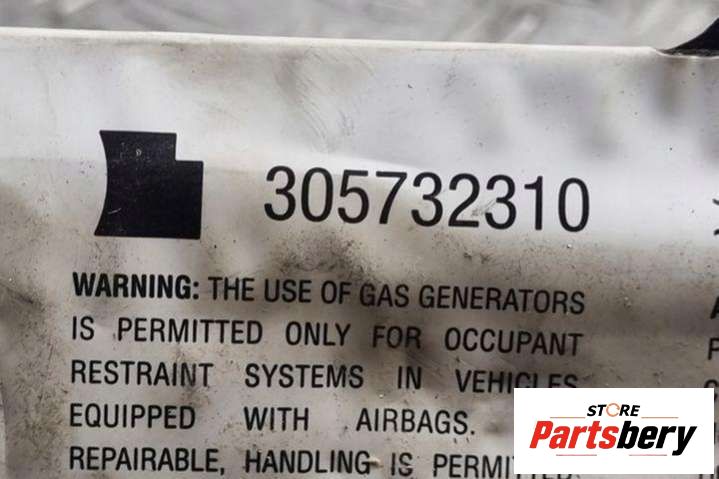 305732310
WARNING: THE USE OF GAS GENERATORS
IS PERMITTED ONLY FOR OCCUPANT
RESTRAINT SYSTEMS IN VEHICLES
EQUIPPED WITH AIRBAGS.
REPAIRABLE, HANDLING IS PERMITTED
STORE
Partsbery